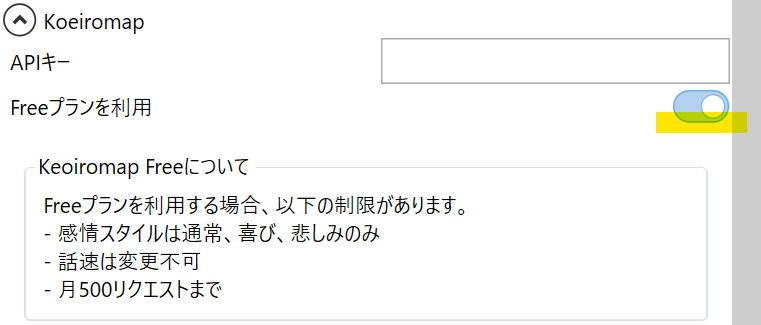 Koeiromap
APIキー
Freeプランを利用
Keoiromap Freeについて
Freeプランを利用する場合、以下の制限があります。
- 感情スタイルは通常、喜び、悲しみのみ
- 話速は変更不可
- 月500リクエストまで